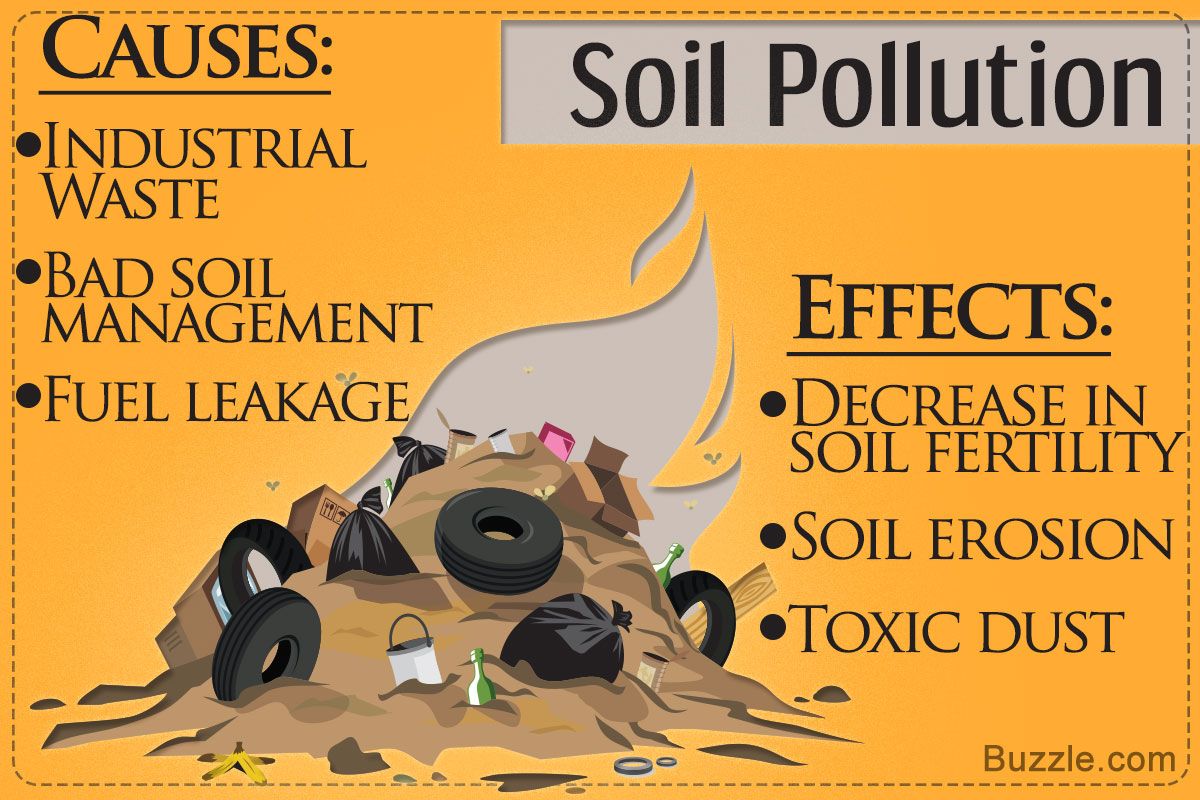 Soil Pollution
Causes:
•Industrial
Waste
•Bad soil
management
•Fuel leakage
Effects:
•Decrease in
soil fertility
•Soil erosion
•Toxic dust
Buzzle.com